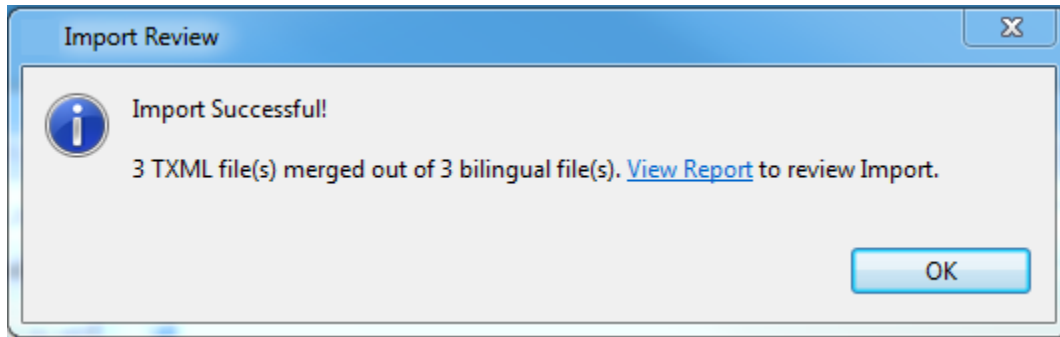 Import Review
Import Successful!
3 TXML file(s) merged out of 3 bilingual file(s). View Report to review Import.
OK